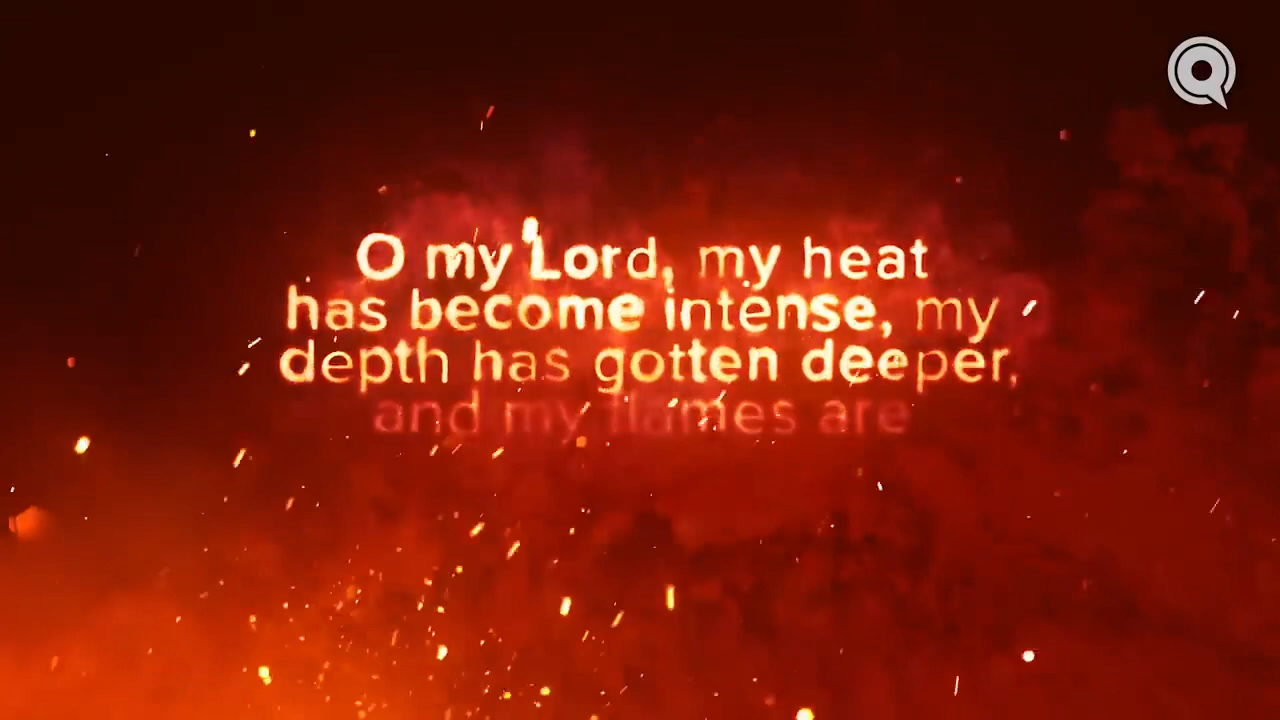 O my Lord, my heat
has become intense, my
depth has gotten deeper,
and my flames are